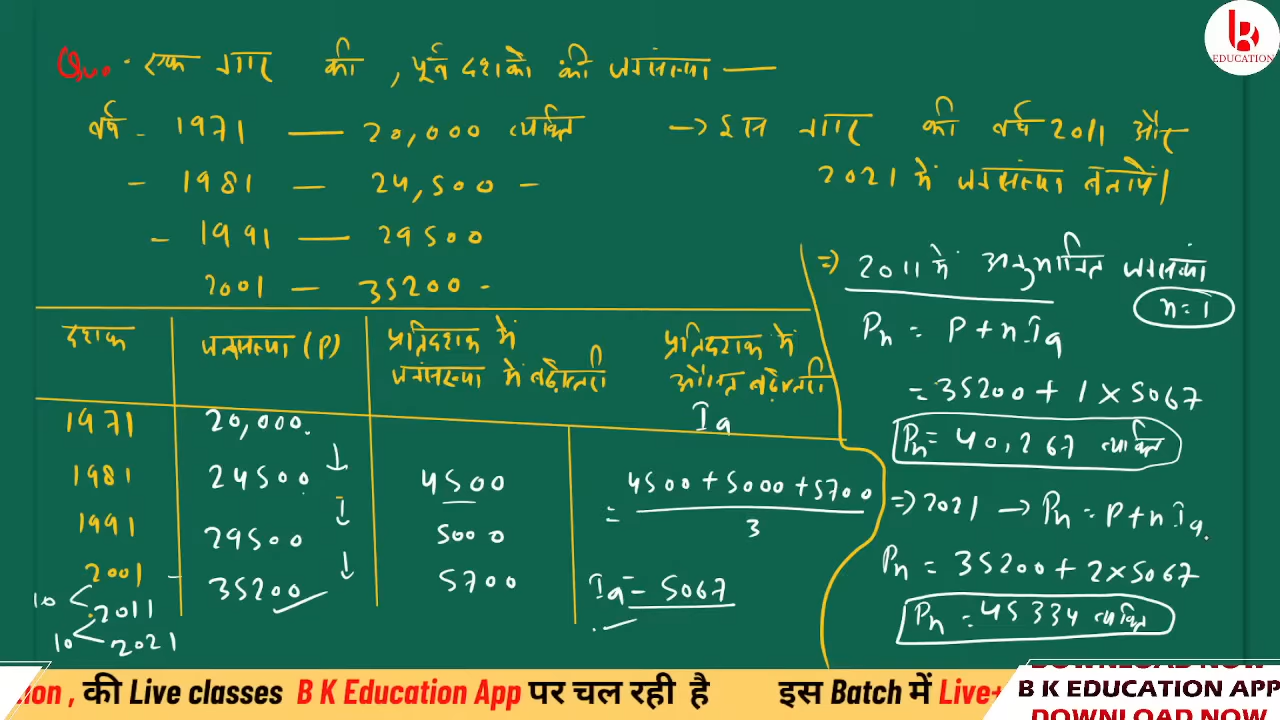 Que. एक नगर की, पूर्व दशको की जनसंख्या —
वर्ष - 1971 — 20,000 व्यक्ति
- 1981 — 24,500 -
- 1991 — 29500
2001 — 35200 -
→ इस नगर की वर्ष 2011 और
2021 में जनसंख्या बतायें।
दशक
जनसंख्या (P)
प्रतिदशक में
जनसंख्या में बढ़ोत्तरी
प्रतिदशक में
औसत बढ़ोत्तरी
Ia
1971 20,000.
1981 24500 4500
1991 29500 5000
2001 - 35200 5700
10 2011
10 2021
= 4500 + 5000 + 5700
3
Ia = 5067
⇒ 2011 में अनुमानित जनसंख्या
n = 1
Pn = P + n Ia
= 35200 + 1 × 5067
Pn = 40,267 व्यक्ति
⇒ 2021 → Pn = P + n Ia.
Pn = 35200 + 2 × 5067
Pn = 45334 व्यक्ति
b
EDUCATION
ion , की Live classes B K Education App पर चल रही है इस Batch में Live+
DOWNLOAD NOW
B K EDUCATION APP
DOWNLOAD NOW